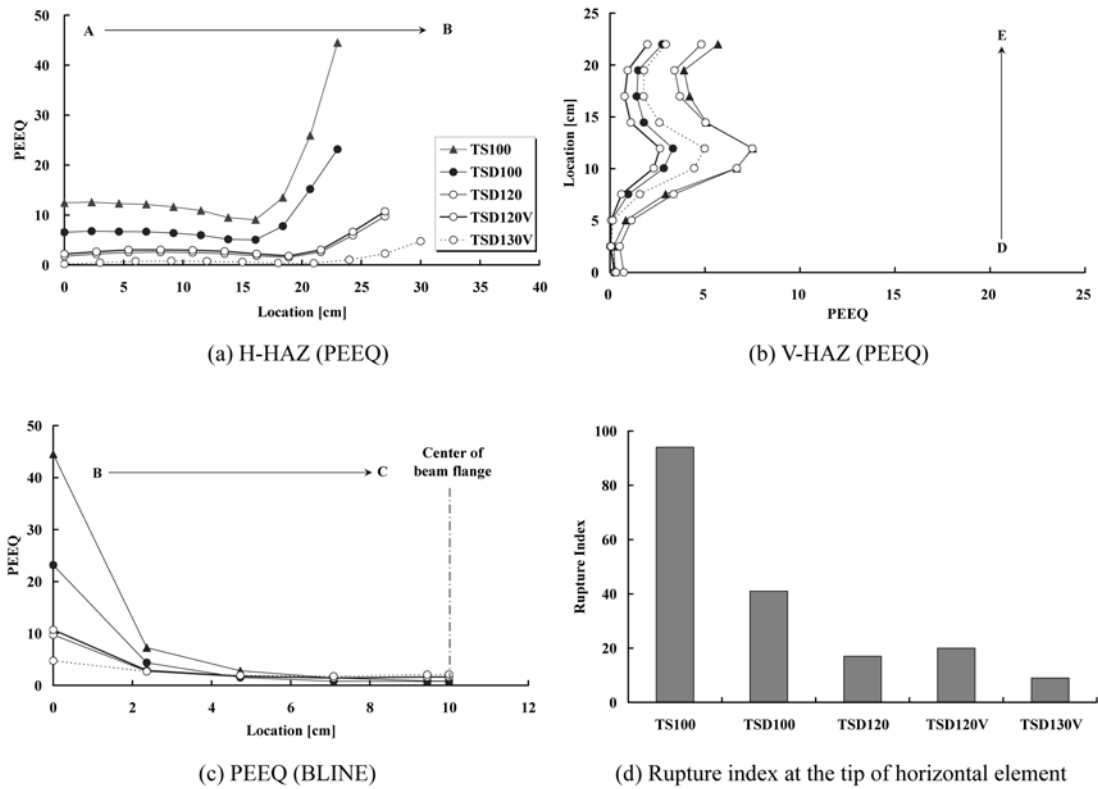 50
40
30
20
10
0
PEEQ
A
B
TS100
TSD100
TSD120
TSD120V
TSD130V
0 5 10 15 20 25 30 35 40
Location [cm]
(a) H-HAZ (PEEQ)
25
20
15
10
5
0
Location [cm]
E
D
0 5 10 15 20 25
PEEQ
(b) V-HAZ (PEEQ)
50
40
30
20
10
0
PEEQ
B
C
Center of
beam flange
0 2 4 6 8 10 12
Location [cm]
(c) PEEQ (BLINE)
100
80
60
40
20
0
Rupture Index
TS100 TSD100 TSD120 TSD120V TSD130V
(d) Rupture index at the tip of horizontal element